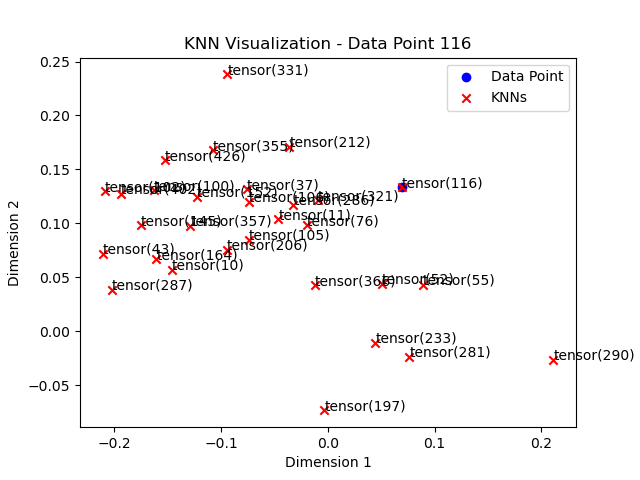 KNN Visualization - Data Point 116
Data Point
KNNs
tensor(331)
tensor(355)
tensor(212)
tensor(426)
tensor(100)
tensor(37)
tensor(116)
tensor(152)
tensor(321)
tensor(286)
tensor(11)
tensor(145)
tensor(357)
tensor(76)
tensor(105)
tensor(206)
tensor(43)
tensor(164)
tensor(10)
tensor(287)
tensor(366)
tensor(52)
tensor(55)
tensor(233)
tensor(281)
tensor(290)
tensor(197)
0.25
0.20
0.15
0.10
0.05
0.00
−0.05
Dimension 2
−0.2
−0.1
0.0
0.1
0.2
Dimension 1